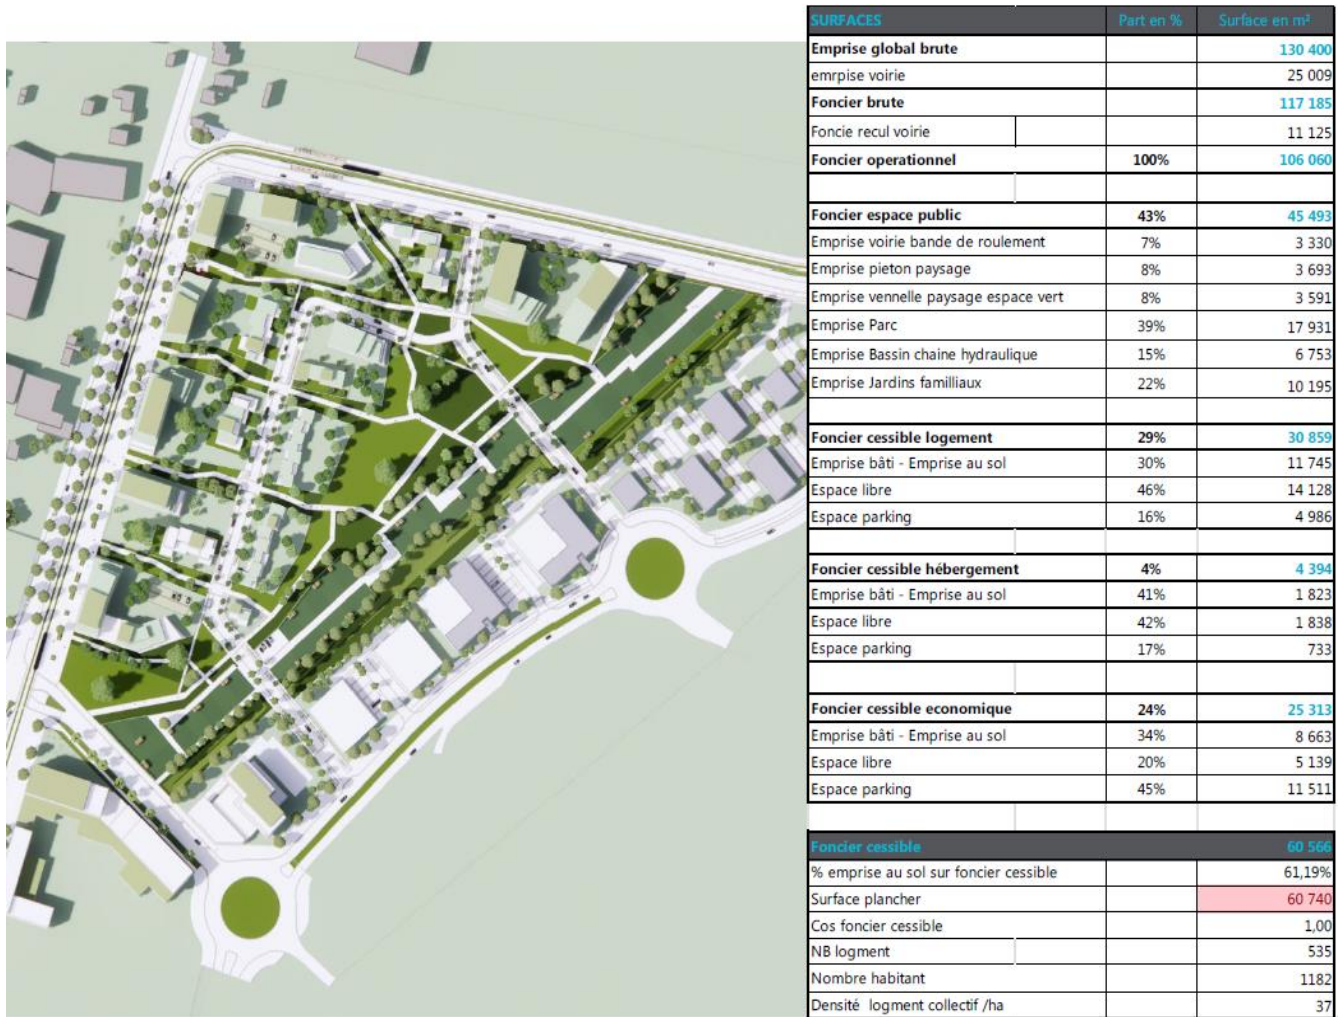 SURFACES Part en % Surface en m²
Emprise global brute 130 400
emrpise voirie 25 009
Foncier brute 117 185
Foncie recul voirie 11 125
Foncier operationnel 100% 106 060
Foncier espace public 43% 45 493
Emprise voirie bande de roulement 7% 3 330
Emprise pieton paysage 8% 3 693
Emprise vennelle paysage espace vert 8% 3 591
Emprise Parc 39% 17 931
Emprise Bassin chaine hydraulique 15% 6 753
Emprise Jardins familliaux 22% 10 195
Foncier cessible logement 29% 30 859
Emprise bâti - Emprise au sol 30% 11 745
Espace libre 46% 14 128
Espace parking 16% 4 986
Foncier cessible hébergement 4% 4 394
Emprise bâti - Emprise au sol 41% 1 823
Espace libre 42% 1 838
Espace parking 17% 733
Foncier cessible economique 24% 25 313
Emprise bâti - Emprise au sol 34% 8 663
Espace libre 20% 5 139
Espace parking 45% 11 511
Foncier cessible 60 566
% emprise au sol sur foncier cessible 61,19%
Surface plancher 60 740
Cos foncier cessible 1,00
NB logment 535
Nombre habitant 1182
Densité logment collectif /ha 37